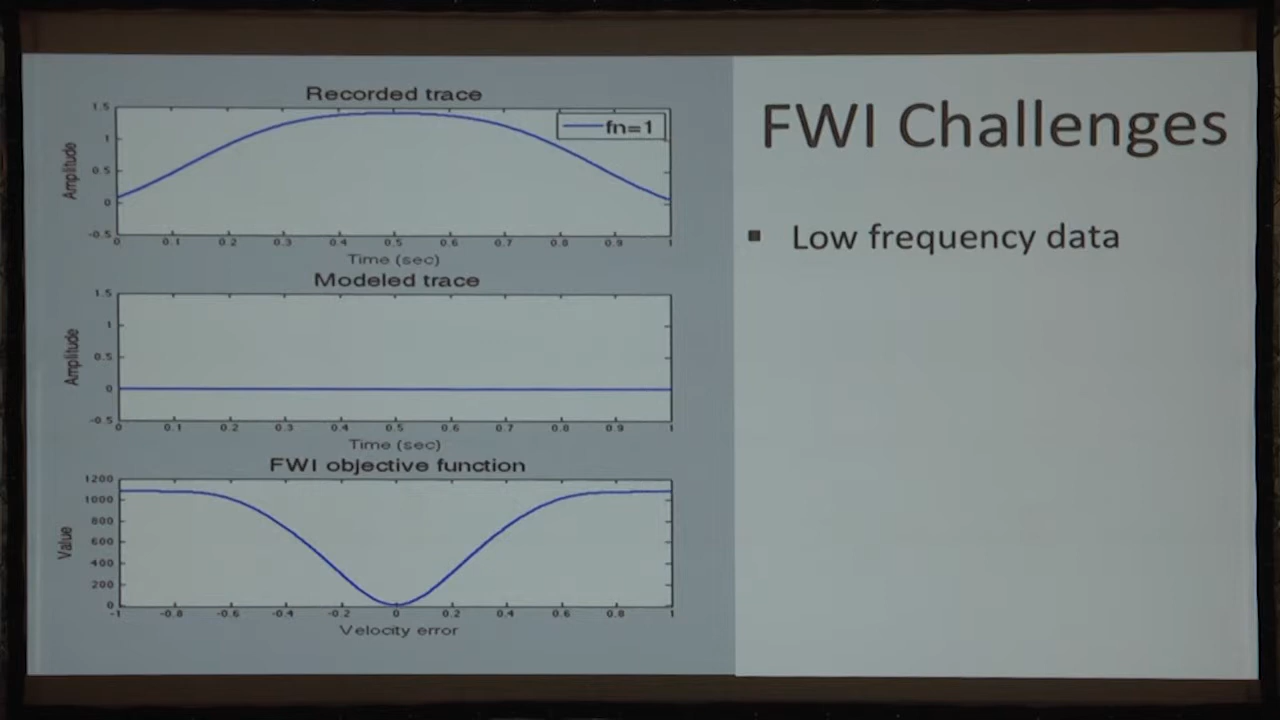 Recorded trace
1.5
1
0.5
0
-0.5
Amplitude
fn=1
0 0.1 0.2 0.3 0.4 0.5 0.6 0.7 0.8 0.9 1
Time (sec)
Modeled trace
1.5
1
0.5
0
-0.5
Amplitude
0 0.1 0.2 0.3 0.4 0.5 0.6 0.7 0.8 0.9 1
Time (sec)
FWI objective function
1200
1000
800
600
400
200
0
Value
-1 -0.8 -0.6 -0.4 -0.2 0 0.2 0.4 0.6 0.8 1
Velocity error
FWI Challenges
▪ Low frequency data